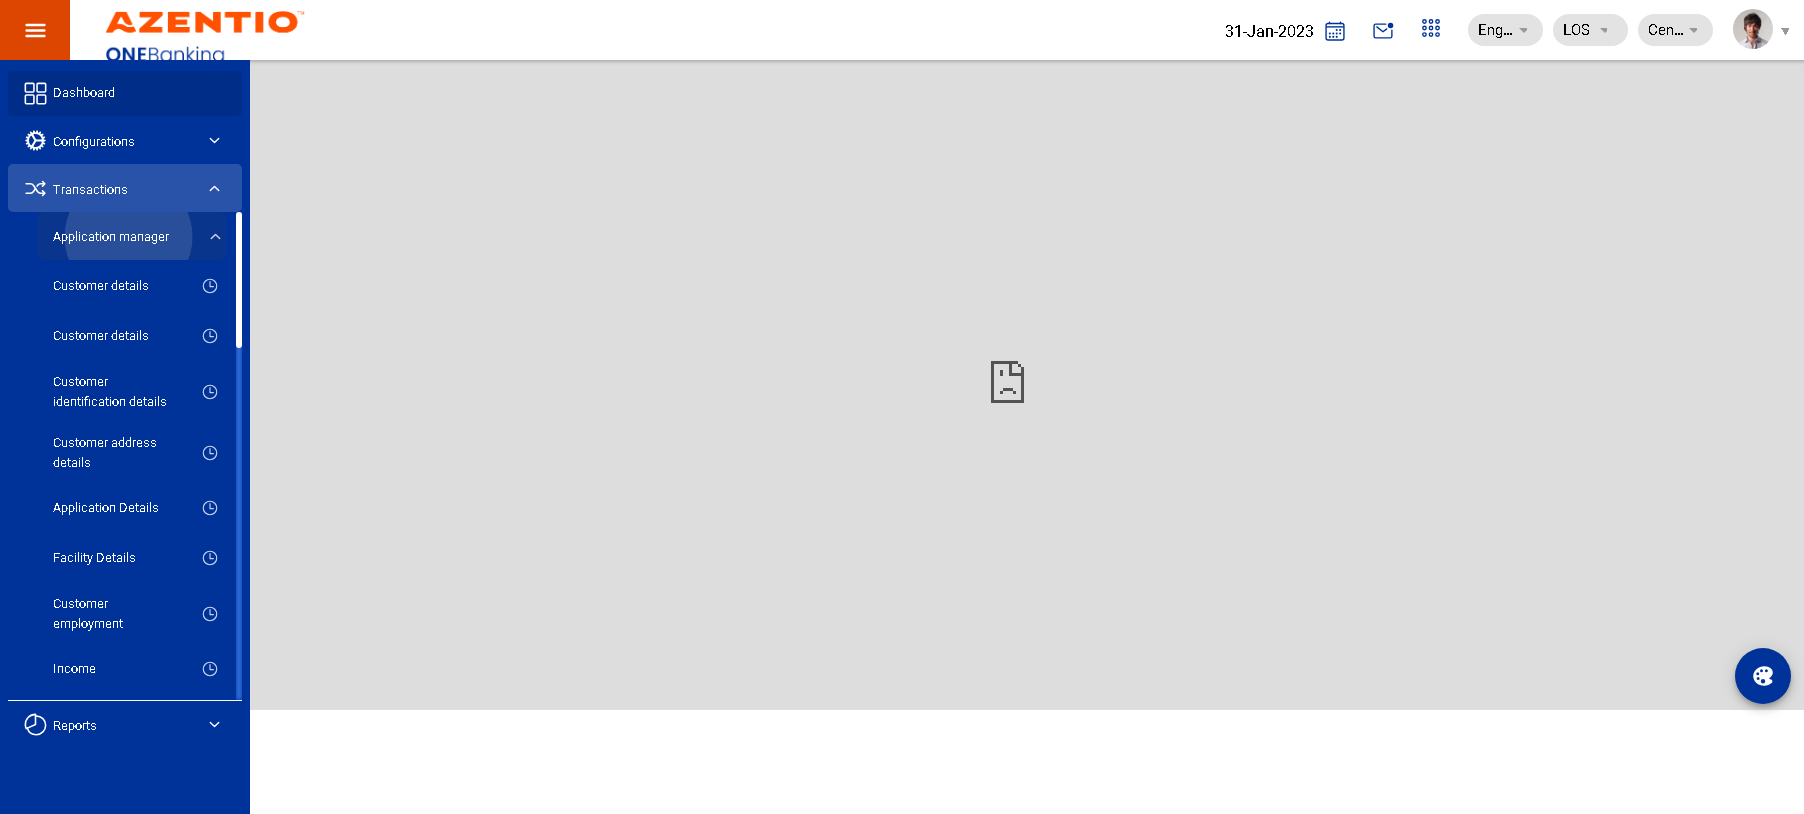 AZENTIO™
ONEBanking
31-Jan-2023
Eng...
LOS
Cen...
Dashboard
Configurations
Transactions
Application manager
Customer details
Customer details
Customer
identification details
Customer address
details
Application Details
Facility Details
Customer
employment
Income
Reports